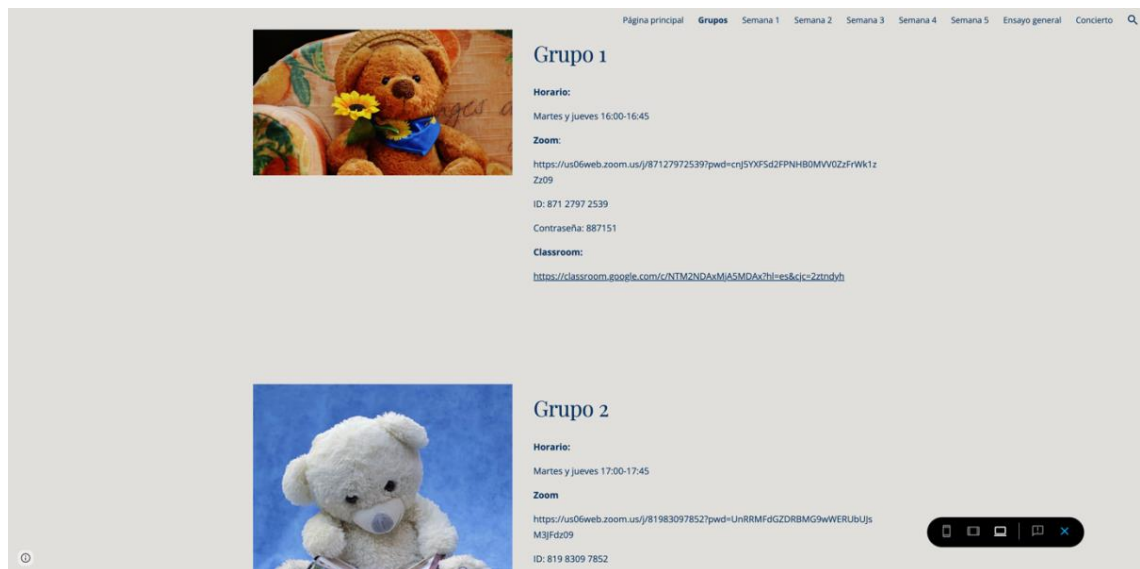 Página principal Grupos Semana 1 Semana 2 Semana 3 Semana 4 Semana 5 Ensayo general Concierto
Grupo 1
Horario:
Martes y jueves 16:00-16:45
Zoom:
https://us06web.zoom.us/j/87127972539?pwd=cnJ5YXFSd2FPNHB0MVV0ZzFrWk1z
Zz09
ID: 871 2797 2539
Contraseña: 887151
Classroom:
https://classroom.google.com/c/NTM2NDAxMjA5MDAx?hl=es&cjc=2ztndyh
Grupo 2
Horario:
Martes y jueves 17:00-17:45
Zoom
https://us06web.zoom.us/j/81983097852?pwd=UnRRMFdGZDRBMG9wWERUbUJs
M3JFdz09
ID: 819 8309 7852